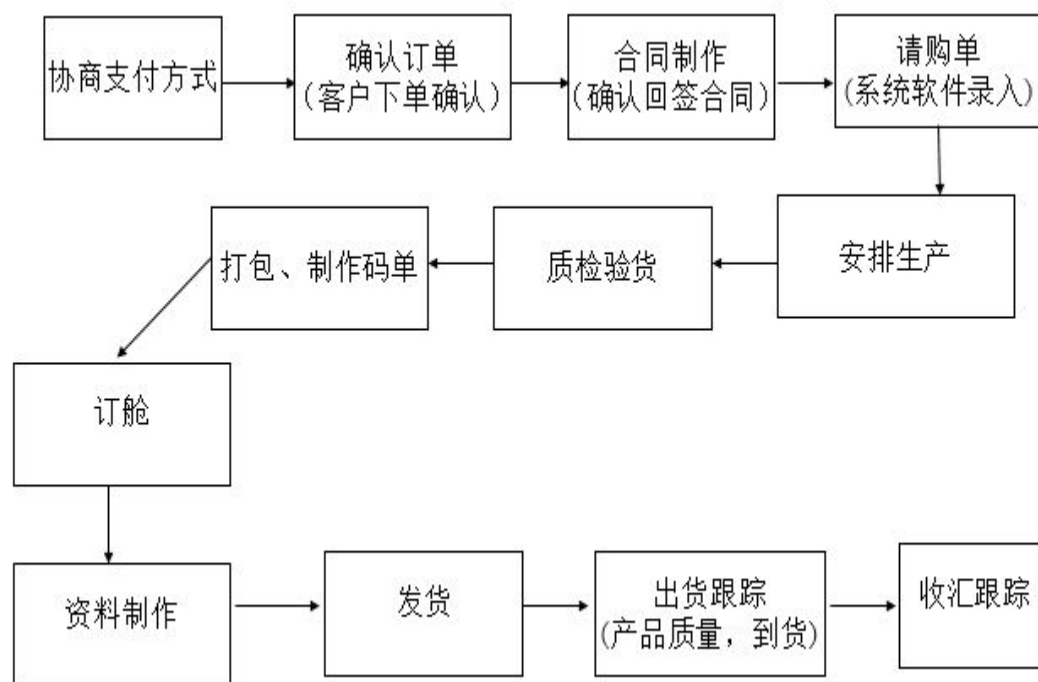 协商支付方式
确认订单
（客户下单确认）
合同制作
（确认回签合同）
请购单
(系统软件录入)
安排生产
质检验货
打包、制作码单
订舱
资料制作
发货
出货跟踪
(产品质量，到货)
收汇跟踪